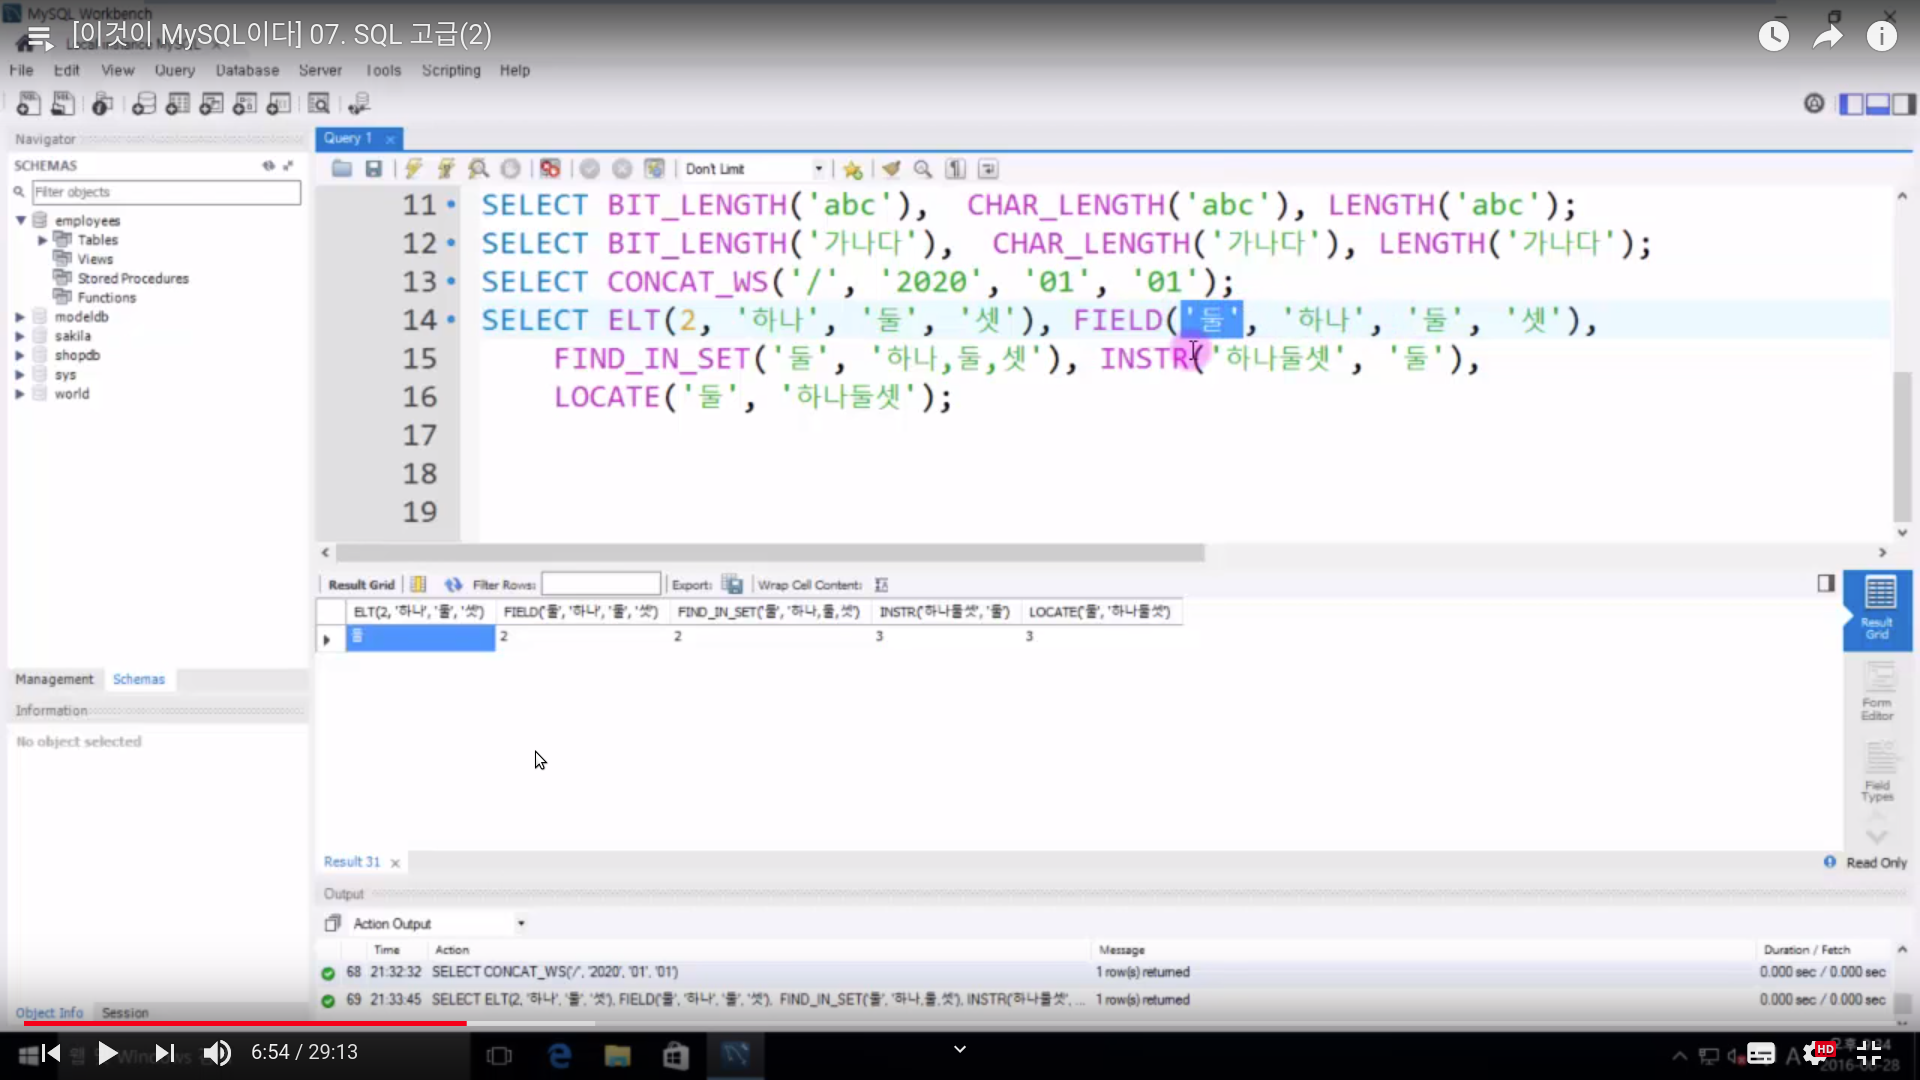 MySQL Workbench
[이것이 MySQL이다] 07. SQL 고급(2)
File Edit View Query Database Server Tools Scripting Help
Navigator
Query 1
SCHEMAS
Don't Limit
Filter objects
employees
Tables
Views
Stored Procedures
Functions
modeldb
sakila
shopdb
sys
world
11 SELECT BIT_LENGTH('abc'), CHAR_LENGTH('abc'), LENGTH('abc');
12 SELECT BIT_LENGTH('가나다'), CHAR_LENGTH('가나다'), LENGTH('가나다');
13 SELECT CONCAT_WS('/', '2020', '01', '01');
14 SELECT ELT(2, '하나', '둘', '셋'), FIELD('둘', '하나', '둘', '셋'),
15 FIND_IN_SET('둘', '하나,둘,셋'), INSTR('하나둘셋', '둘'),
16 LOCATE('둘', '하나둘셋');
17
18
19
Result Grid Filter Rows: Export: Wrap Cell Content:
ELT(2, '하나', '둘', '셋') FIELD('둘', '하나', '둘', '셋') FIND_IN_SET('둘', '하나,둘,셋') INSTR('하나둘셋', '둘') LOCATE('둘', '하나둘셋')
둘 2 2 3 3
Result Grid
Form Editor
Field Types
Management Schemas
Information
No object selected
Result 31
Read Only
Output
Action Output
Time Action Message Duration / Fetch
68 21:32:32 SELECT CONCAT_WS('/', '2020', '01', '01') 1 row(s) returned 0.000 sec / 0.000 sec
69 21:33:45 SELECT ELT(2, '하나', '둘', '셋'), FIELD('둘', '하나', '둘', '셋'), FIND_IN_SET('둘', '하나,둘,셋'), INSTR('하나둘셋', ... 1 row(s) returned 0.000 sec / 0.000 sec
Object Info Session
6:54 / 29:13
HD